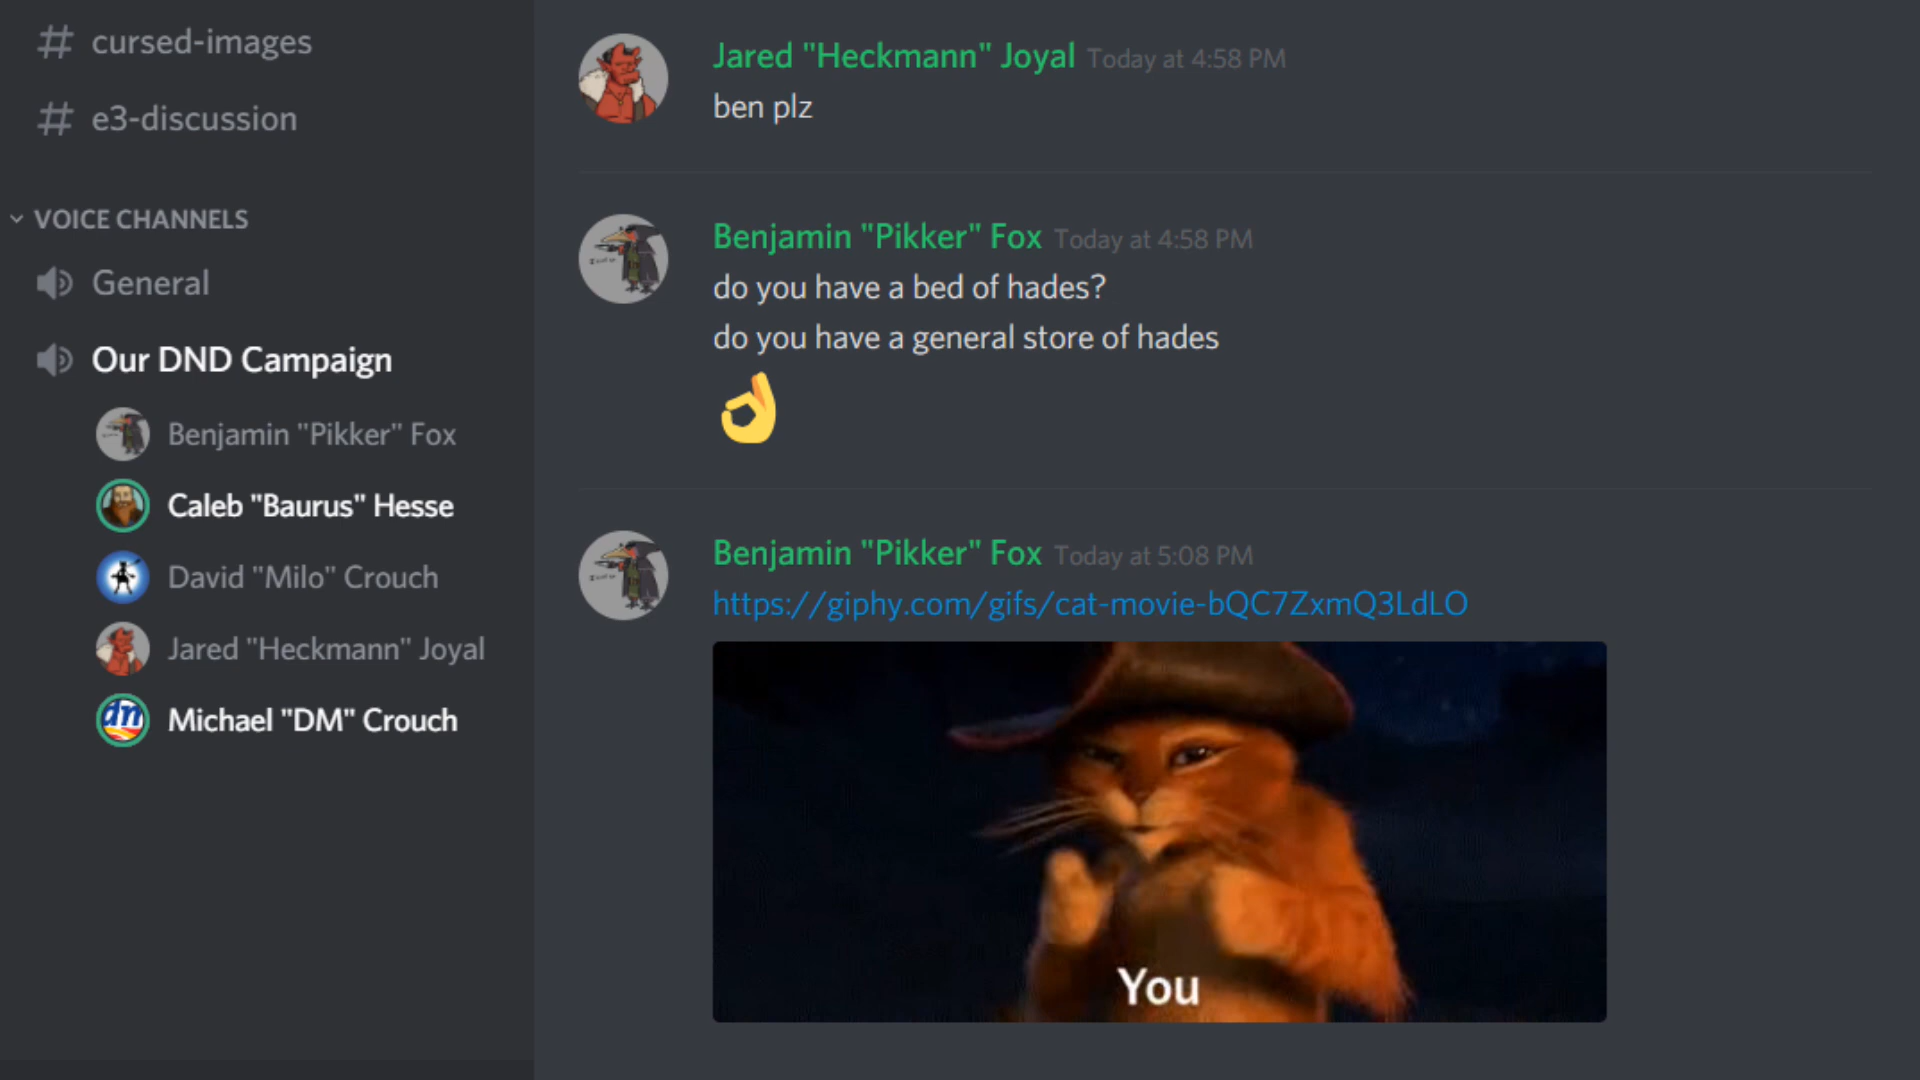 # cursed-images
# e3-discussion
VOICE CHANNELS
General
Our DND Campaign
Benjamin "Pikker" Fox
Caleb "Baurus" Hesse
David "Milo" Crouch
Jared "Heckmann" Joyal
Michael "DM" Crouch
Jared "Heckmann" Joyal Today at 4:58 PM
ben plz
Benjamin "Pikker" Fox Today at 4:58 PM
do you have a bed of hades?
do you have a general store of hades
👌
Benjamin "Pikker" Fox Today at 5:08 PM
https://giphy.com/gifs/cat-movie-bQC7ZxmQ3LdLO
You